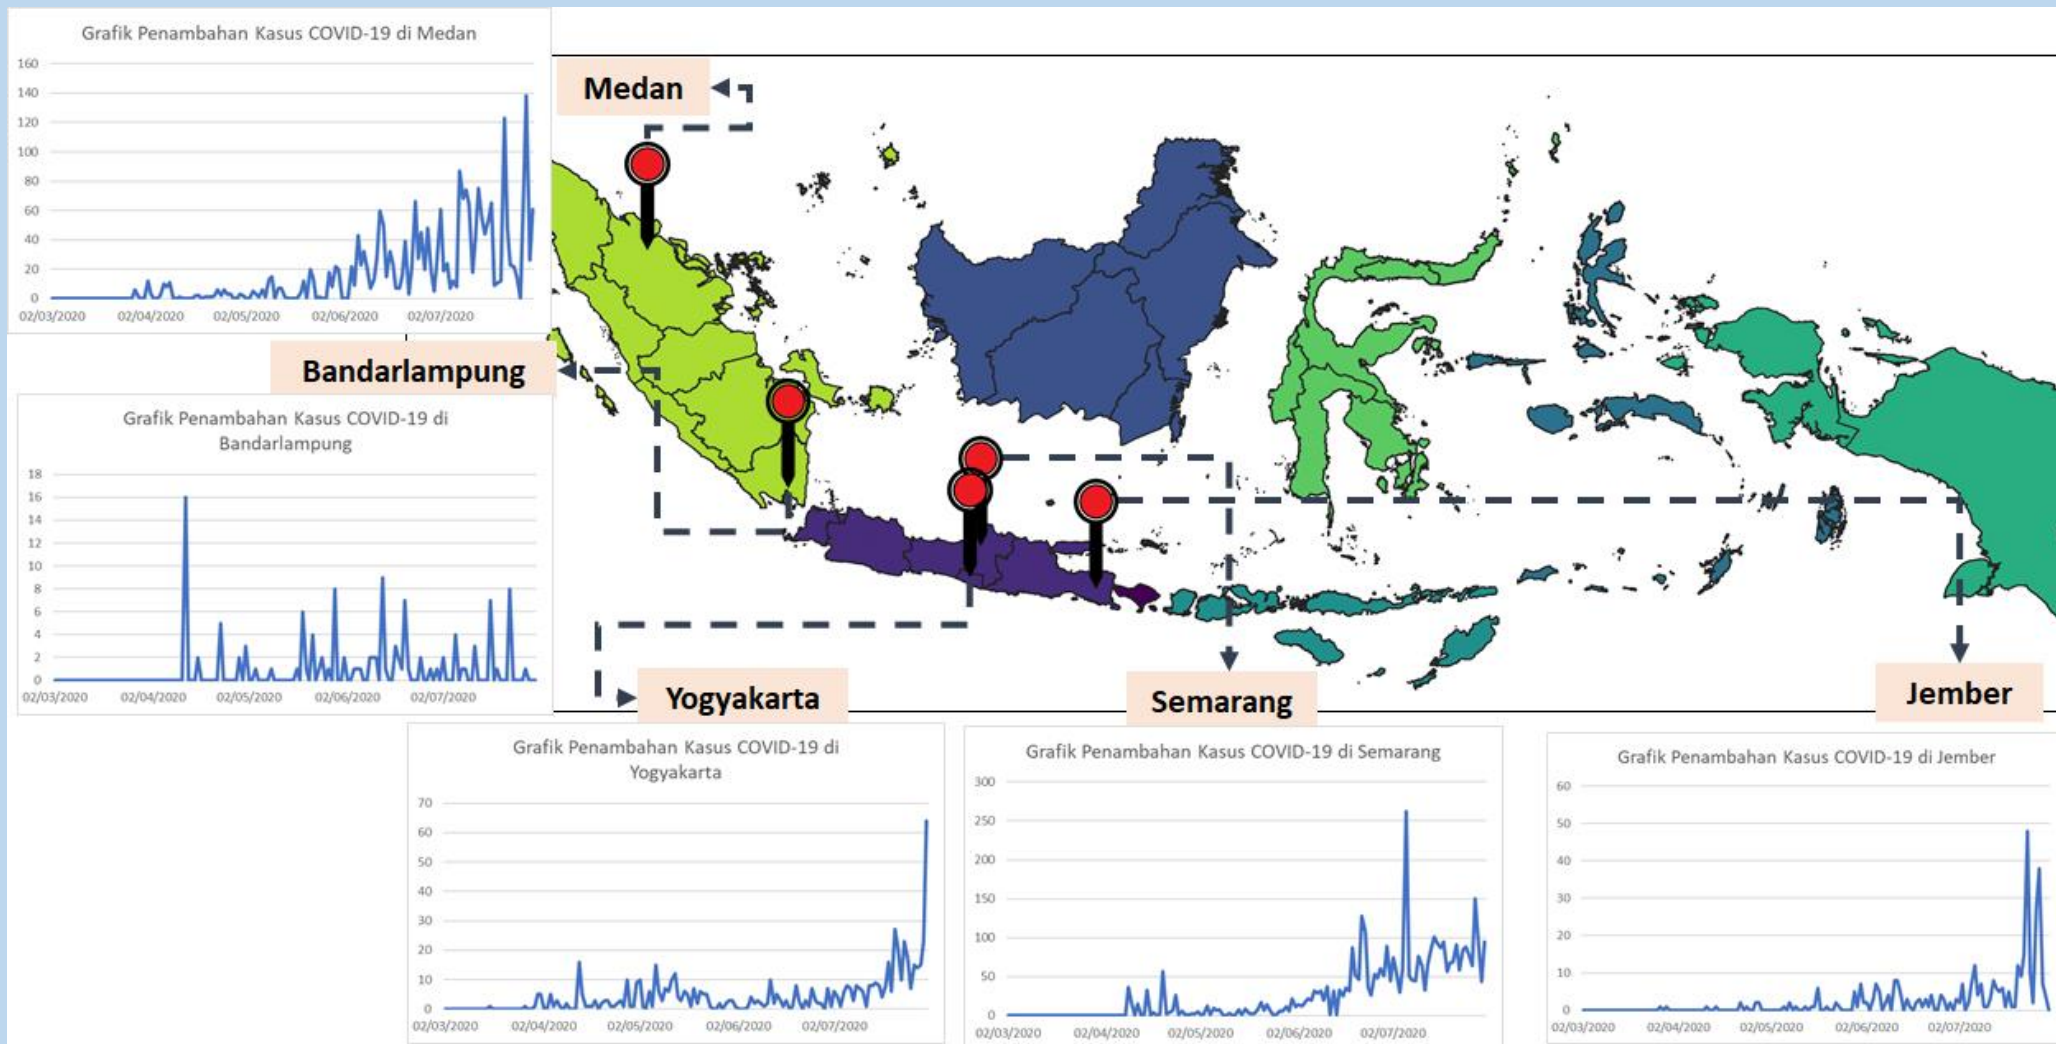 Grafik Penambahan Kasus COVID-19 di Medan
160
140
120
100
80
60
40
20
0
02/03/2020 02/04/2020 02/05/2020 02/06/2020 02/07/2020
Medan
Bandarlampung
Grafik Penambahan Kasus COVID-19 di
Bandarlampung
18
16
14
12
10
8
6
4
2
0
02/03/2020 02/04/2020 02/05/2020 02/06/2020 02/07/2020
Yogyakarta
Grafik Penambahan Kasus COVID-19 di
Yogyakarta
70
60
50
40
30
20
10
0
02/03/2020 02/04/2020 02/05/2020 02/06/2020 02/07/2020
Semarang
Grafik Penambahan Kasus COVID-19 di Semarang
300
250
200
150
100
50
0
02/03/2020 02/04/2020 02/05/2020 02/06/2020 02/07/2020
Jember
Grafik Penambahan Kasus COVID-19 di Jember
60
50
40
30
20
10
0
02/03/2020 02/04/2020 02/05/2020 02/06/2020 02/07/2020